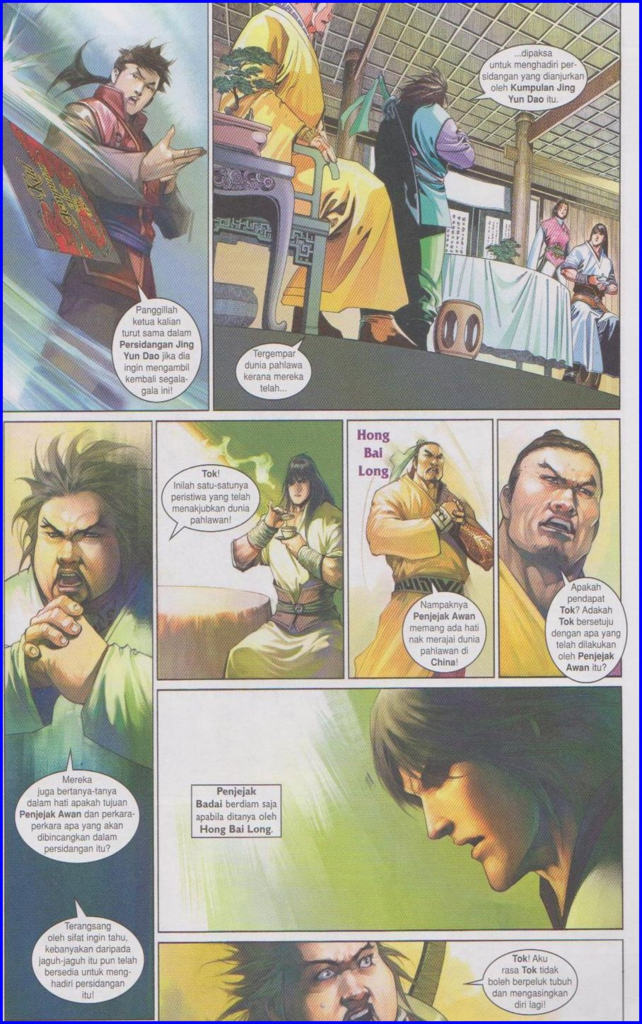 Panggillah
ketua kalian
turut sama dalam
Persidangan Jing
Yun Dao jika dia
ingin mengambil
kembali segala-
gala ini!
Tergempar
dunia pahlawa
kerana mereka
telah...
...dipaksa
untuk menghadiri per-
sidangan yang dianjurkan
oleh Kumpulan Jing
Yun Dao itu.
Mereka
juga bertanya-tanya
dalam hati apakah tujuan
Penjejak Awan dan perkara-
perkara apa yang akan
dibincangkan dalam
persidangan itu?
Terangsang
oleh sifat ingin tahu,
kebanyakan daripada
jaguh-jaguh itu pun telah
bersedia untuk meng-
hadiri persidangan
itu!
Tok!
Inilah satu-satunya
peristiwa yang telah
menakjubkan dunia
pahlawan!
Hong
Bai
Long
Nampaknya
Penjejak Awan
memang ada hati
nak merajai dunia
pahlawan di
China!
Apakah
pendapat
Tok? Adakah
Tok bersetuju
dengan apa yang
telah dilakukan
oleh Penjejak
Awan itu?
Penjejak
Badai berdiam saja
apabila ditanya oleh
Hong Bai Long.
Tok! Aku
rasa Tok tidak
boleh berpeluk tubuh
dan mengasingkan
diri lagi!